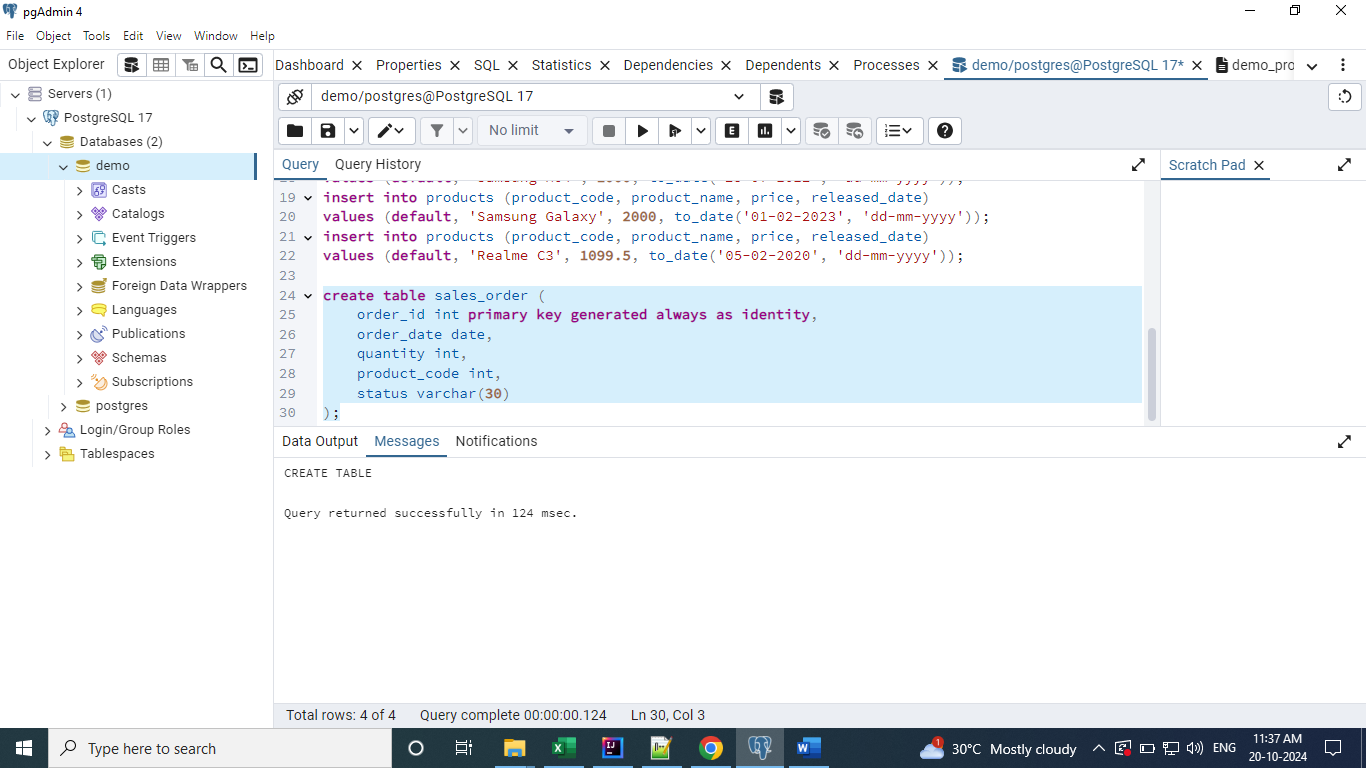 pgAdmin 4
File Object Tools Edit View Window Help
Object Explorer
Dashboard Properties SQL Statistics Dependencies Dependents Processes demo/postgres@PostgreSQL 17* demo_pro
Servers (1)
PostgreSQL 17
Databases (2)
demo
Casts
Catalogs
Event Triggers
Extensions
Foreign Data Wrappers
Languages
Publications
Schemas
Subscriptions
postgres
Login/Group Roles
Tablespaces
demo/postgres@PostgreSQL 17
No limit
E
Query Query History
Scratch Pad
19 insert into products (product_code, product_name, price, released_date)
20 values (default, 'Samsung Galaxy', 2000, to_date('01-02-2023', 'dd-mm-yyyy'));
21 insert into products (product_code, product_name, price, released_date)
22 values (default, 'Realme C3', 1099.5, to_date('05-02-2020', 'dd-mm-yyyy'));
23
24 create table sales_order (
25 order_id int primary key generated always as identity,
26 order_date date,
27 quantity int,
28 product_code int,
29 status varchar(30)
30 );
Data Output Messages Notifications
CREATE TABLE
Query returned successfully in 124 msec.
Total rows: 4 of 4 Query complete 00:00:00.124 Ln 30, Col 3
Type here to search
1
30°C Mostly cloudy
ENG
11:37 AM
20-10-2024